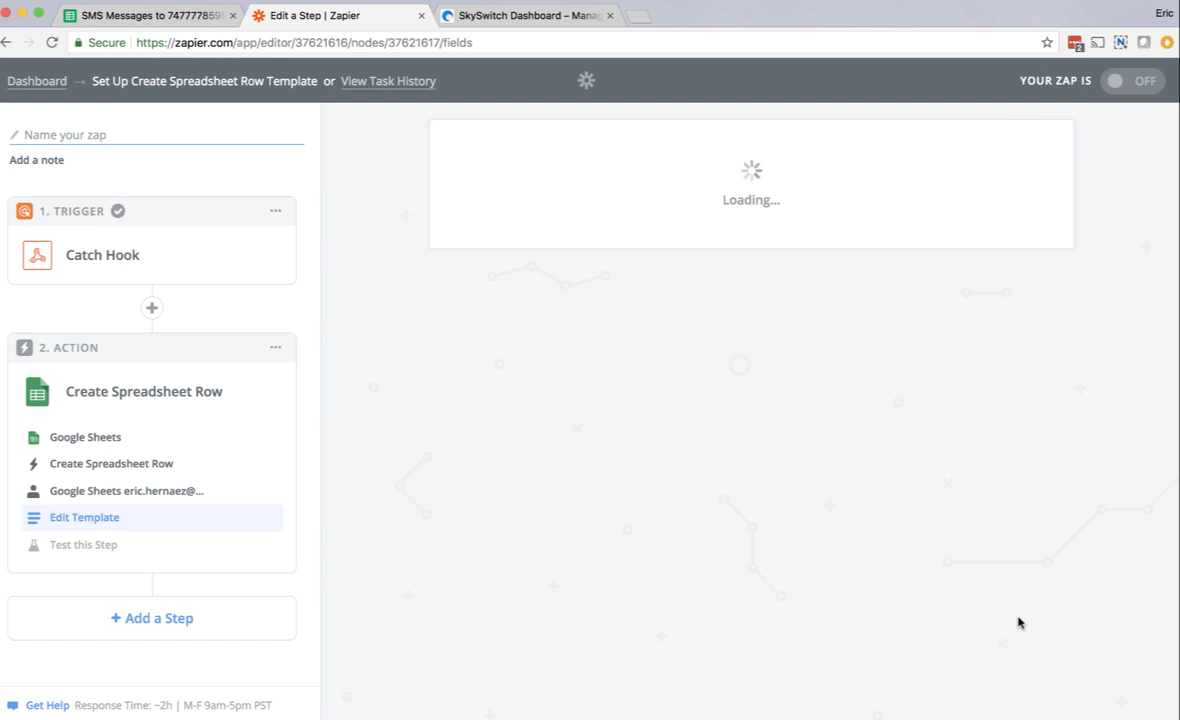 SMS Messages to 7477778599
Edit a Step | Zapier
SkySwitch Dashboard – Manag
Eric
Secure
https://zapier.com/app/editor/37621616/nodes/37621617/fields
2
Dashboard → Set Up Create Spreadsheet Row Template or View Task History
YOUR ZAP IS
OFF
Name your zap
Add a note
1. TRIGGER
Catch Hook
2. ACTION
Create Spreadsheet Row
Google Sheets
Create Spreadsheet Row
Google Sheets eric.hernaez@...
Edit Template
Test this Step
+ Add a Step
Get Help Response Time: ~2h | M-F 9am-5pm PST
Loading...